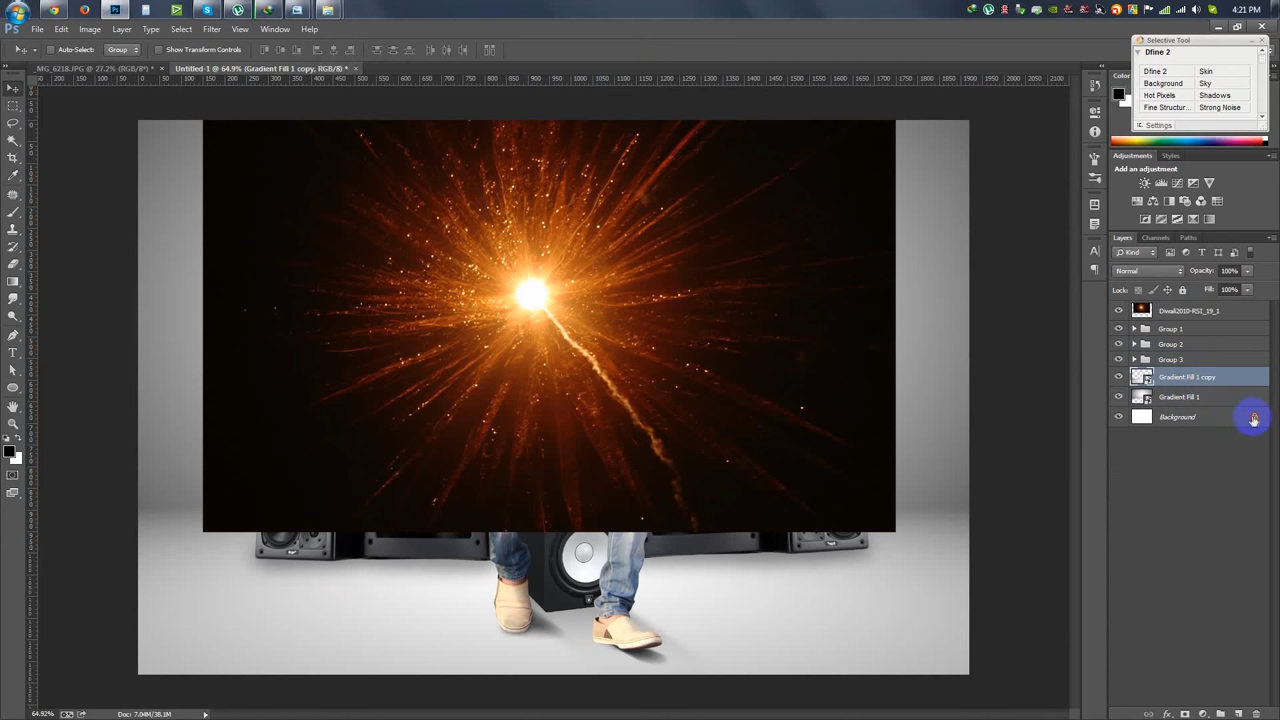 4:21 PM
Ps File Edit Image Layer Type Select Filter 3D View Window Help
Auto-Select: Group Show Transform Controls
_MG_6218.JPG @ 27.2% (RGB/8*) * × Untitled-1 @ 64.9% (Gradient Fill 1 copy, RGB/8) * ×
Selective Tool
Dfine 2
Dfine 2 Skin
Background Sky
Hot Pixels Shadows
Fine Structur... Strong Noise
Settings
Color
Adjustments Styles
Add an adjustment
Layers Channels Paths
Kind
Normal Opacity: 100%
Lock: Fill: 100%
Diwali2010-RSI_19_1
Group 1
Group 2
Group 3
Gradient Fill 1 copy
Gradient Fill 1
Background
64.92% Doc: 7.04M/38.1M